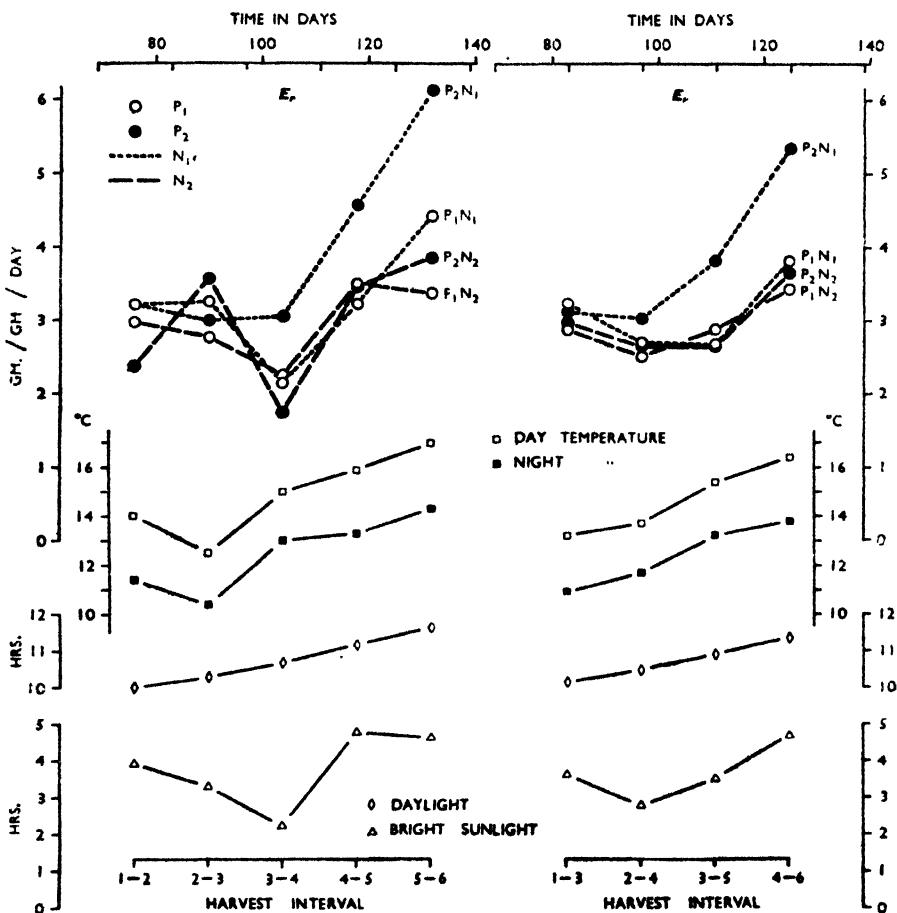 TIME IN DAYS TIME IN DAYS
80 100 120 140 80 100 120 140
Er Er
6 5 4 3 2 1 0
GM. / GM / DAY
P1
P2
N1
N2
P2N1
P1N1
P2N2
P1N2
P2N1
P1N1
P2N2
P1N2
6 5 4 3 2 1 0
°C °C
16 14 12 10
DAY TEMPERATURE
NIGHT "
16 14 12 10
HRS.
12 11 10
12 11 10
HRS.
5 4 3 2 1 0
DAYLIGHT
BRIGHT SUNLIGHT
5 4 3 2 1 0
1–2 2–3 3–4 4–5 5–6 1–3 2–4 3–5 4–6
HARVEST INTERVAL HARVEST INTERVAL